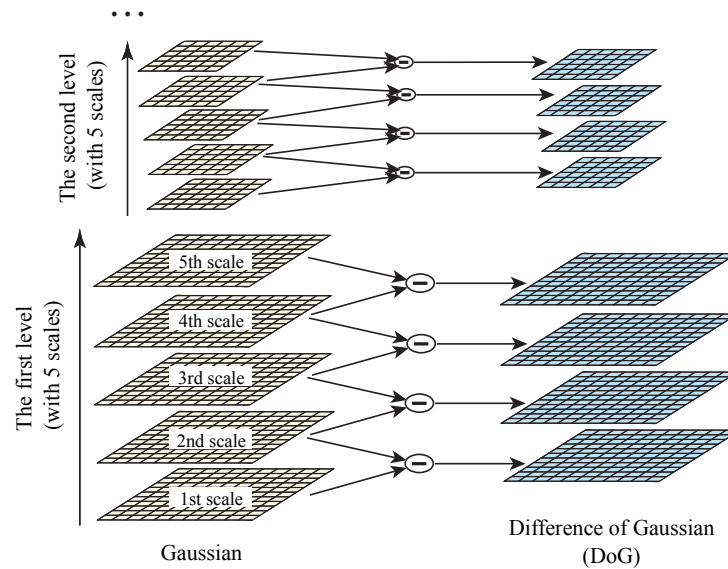 ...
The second level
(with 5 scales)
The first level
(with 5 scales)
5th scale
4th scale
3rd scale
2nd scale
1st scale
Gaussian
Difference of Gaussian
(DoG)